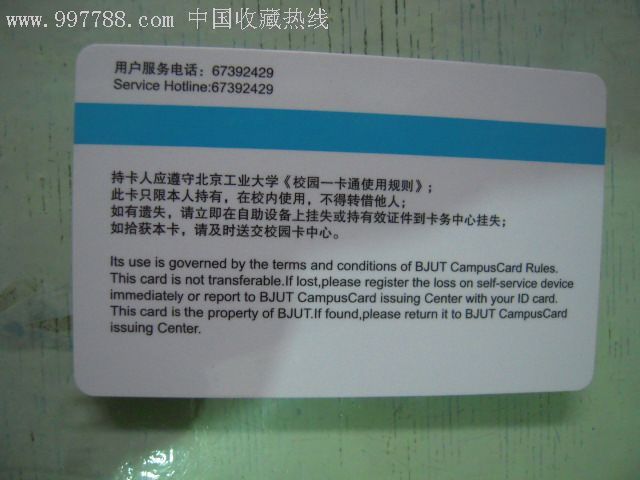 www.997788.com 中国收藏热线
用户服务电话：67392429
Service Hotline:67392429
持卡人应遵守北京工业大学《校园一卡通使用规则》；
此卡只限本人持有，在校内使用，不得转借他人；
如有遗失，请立即在自助设备上挂失或持有效证件到卡务中心挂失；
如拾获本卡，请及时送交校园卡中心。
Its use is governed by the terms and conditions of BJUT CampusCard Rules.
This card is not transferable.If lost,please register the loss on self-service device
immediately or report to BJUT CampusCard issuing Center with your ID card.
This card is the property of BJUT.If found,please return it to BJUT CampusCard
issuing Center.